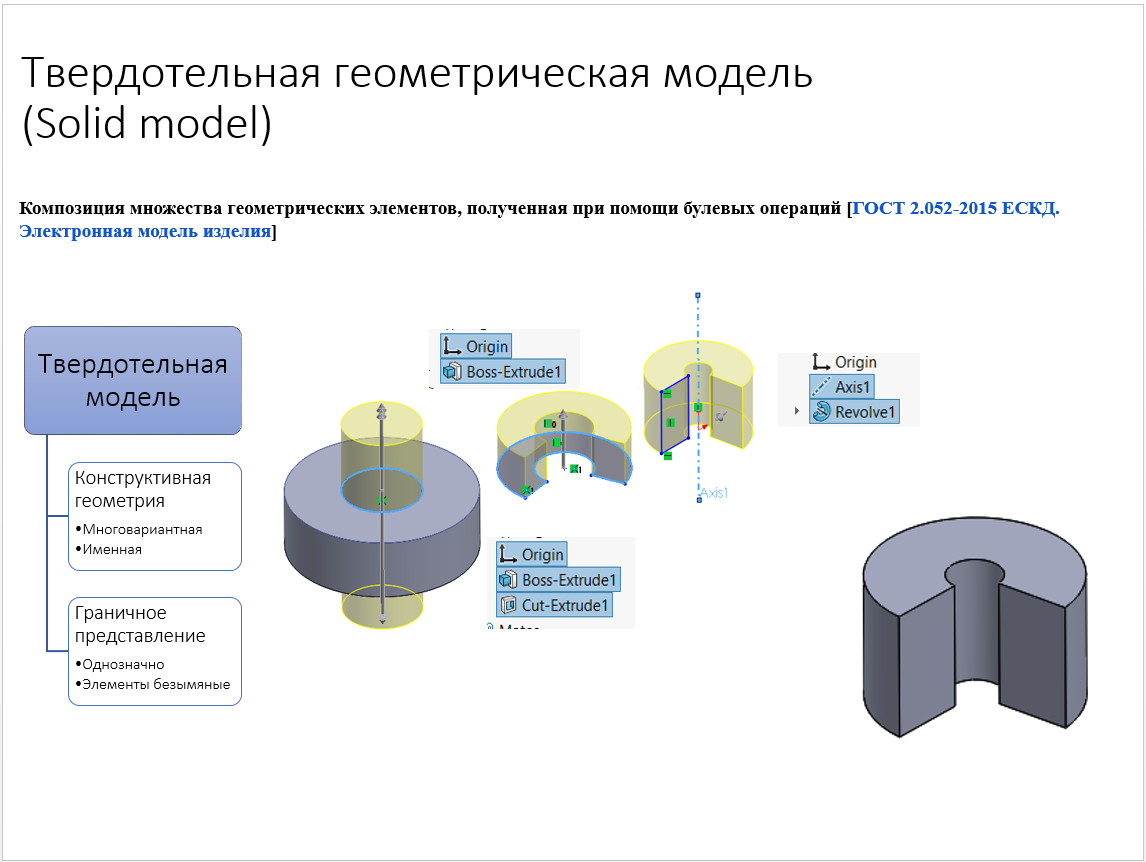 Твердотельная геометрическая модель
(Solid model)
Композиция множества геометрических элементов, полученная при помощи булевых операций [ГОСТ 2.052-2015 ЕСКД.
Электронная модель изделия]
Твердотельная
модель
Конструктивная
геометрия
•Многовариантная
•Именная
Граничное
представление
•Однозначно
•Элементы безымяные
Origin
Boss-Extrude1
Origin
Boss-Extrude1
Cut-Extrude1
Axis1
Origin
Axis1
Revolve1